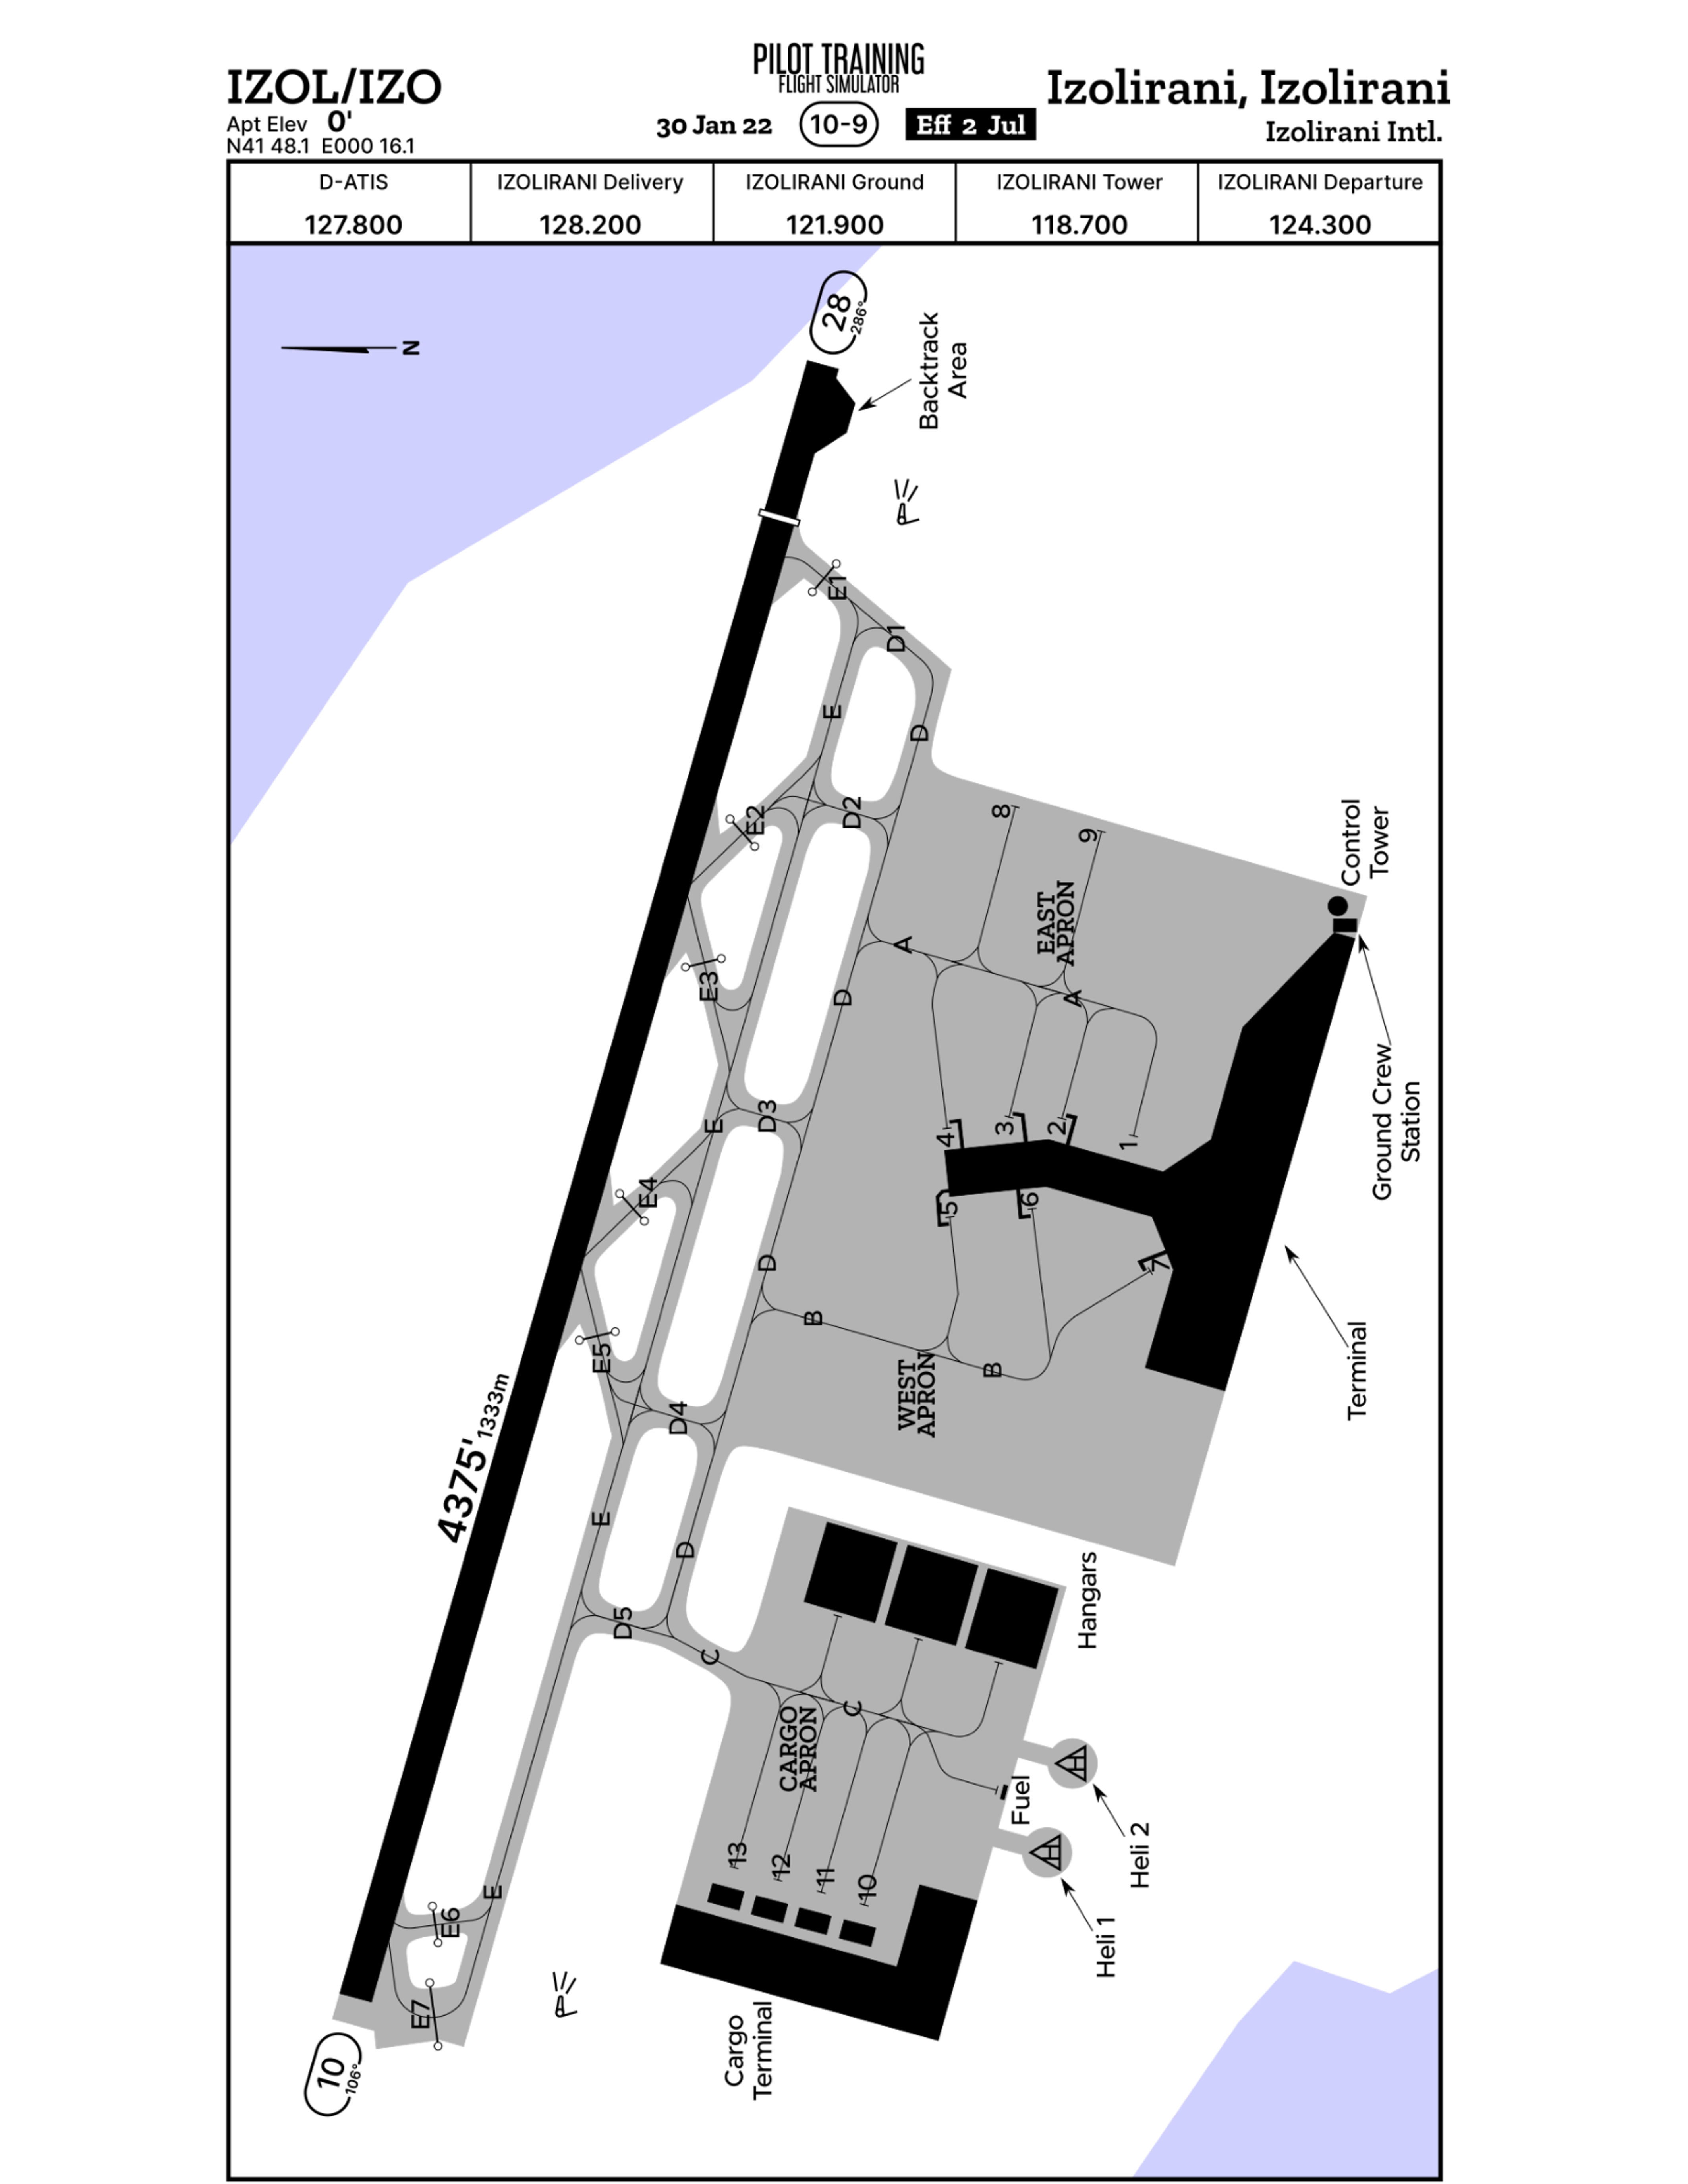 IZOL/IZO
Apt Elev 0'
N41 48.1 E000 16.1
PILOT TRAINING
FLIGHT SIMULATOR
30 Jan 22
10-9
Eff 2 Jul
Izolirani, Izolirani
Izolirani Intl.
D-ATIS
127.800
IZOLIRANI Delivery
128.200
IZOLIRANI Ground
121.900
IZOLIRANI Tower
118.700
IZOLIRANI Departure
124.300
N
28
286°
Backtrack
Area
E1
D1
E
D
E2
D2
8
9
Control
Tower
EAST
APRON
A
A
E3
D
E
D3
4
3
2
1
Ground Crew
Station
E4
5
6
7
D
B
B
E5
WEST
APRON
Terminal
D4
4375'
1333m
E
D
D5
C
Hangars
C
CARGO
APRON
Fuel
Heli 2
Heli 1
13
12
11
10
E
E6
E7
Cargo
Terminal
10
106°